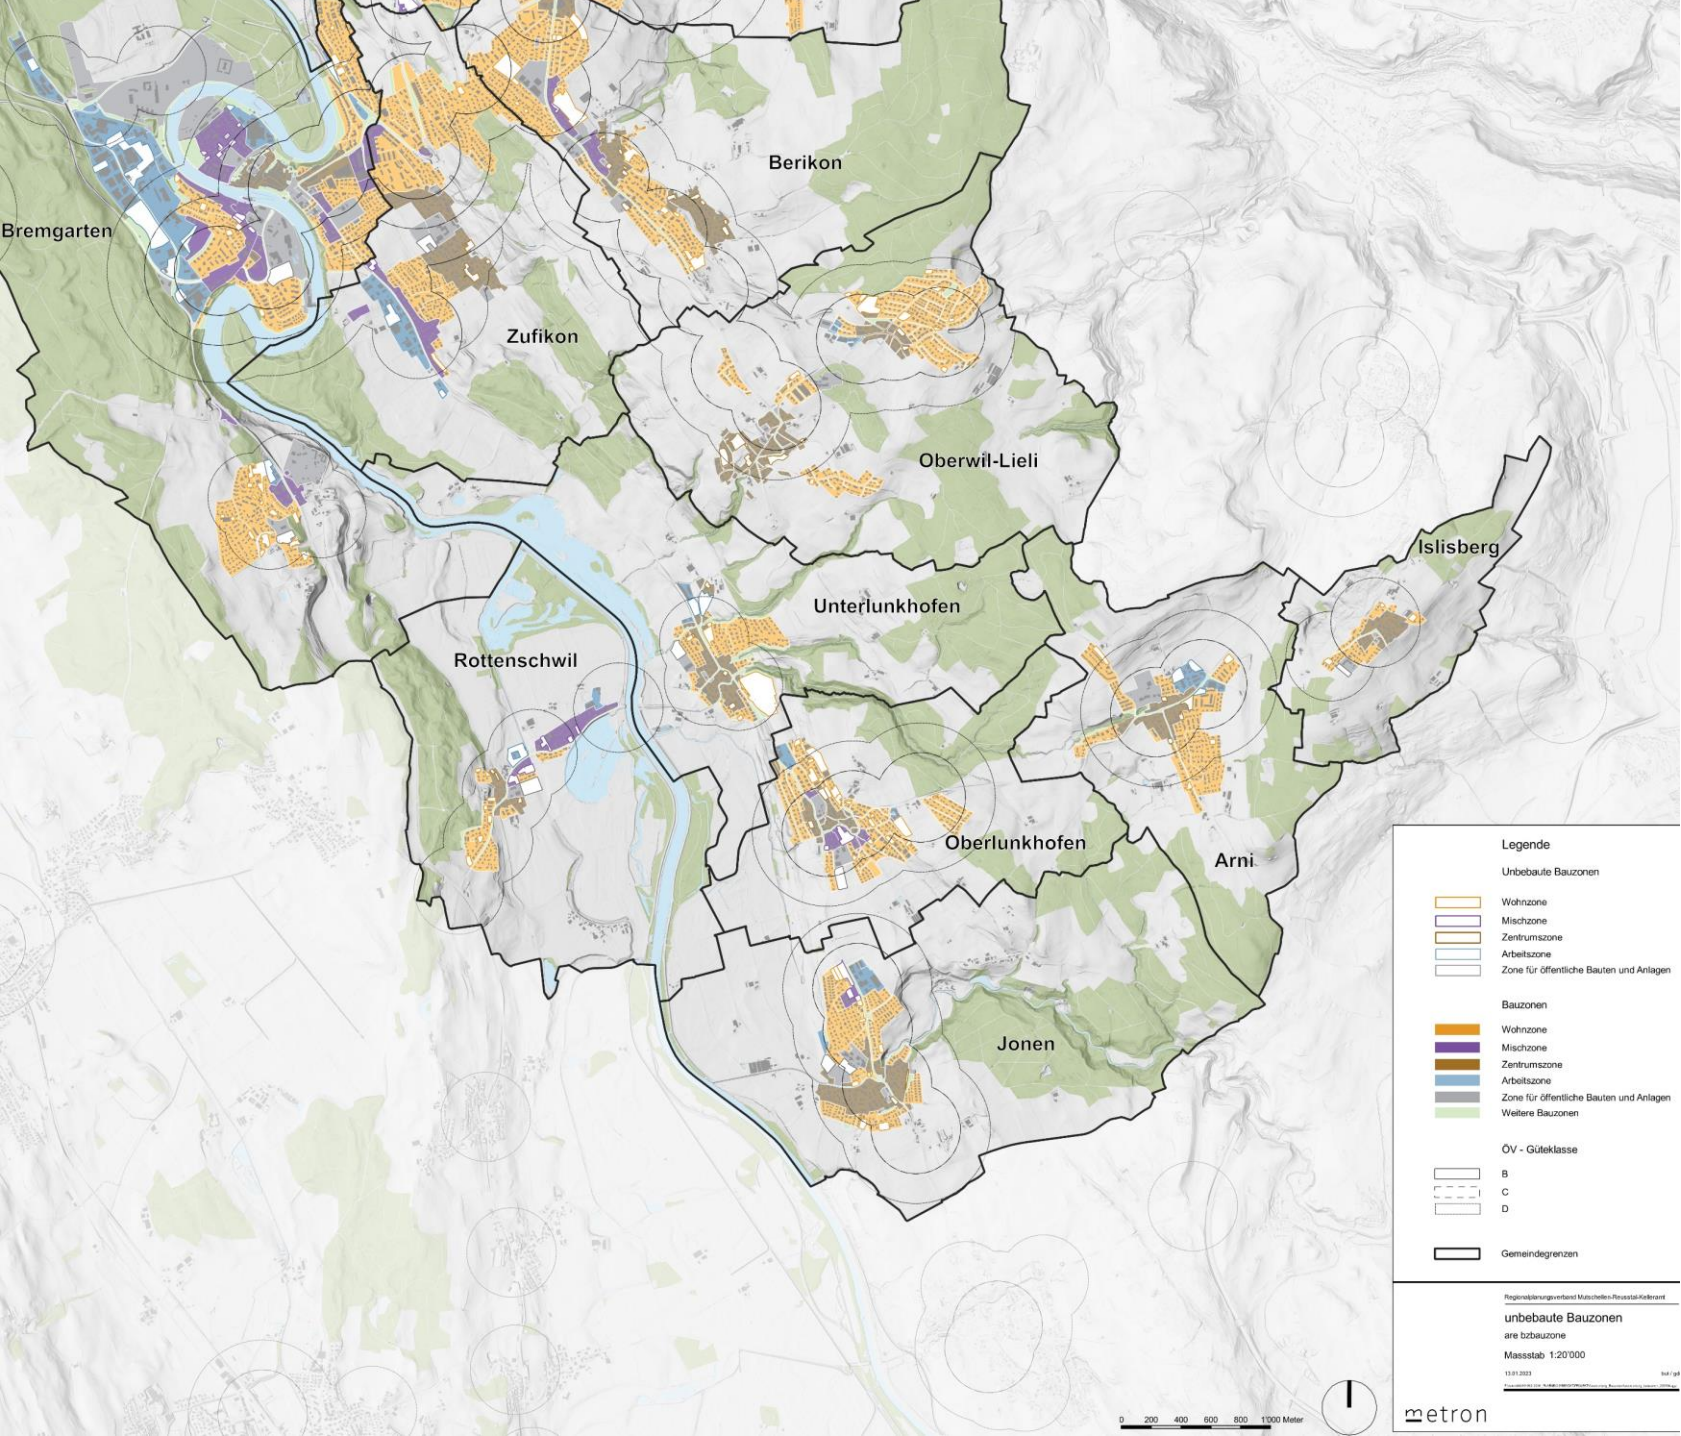 Berikon
Bremgarten
Zufikon
Oberwil-Lieli
Islisberg
Unterlunkhofen
Rottenschwil
Oberlunkhofen
Arni
Jonen
Legende
Unbebaute Bauzonen
Wohnzone
Mischzone
Zentrumszone
Arbeitszone
Zone für öffentliche Bauten und Anlagen
Bauzonen
Wohnzone
Mischzone
Zentrumszone
Arbeitszone
Zone für öffentliche Bauten und Anlagen
Weitere Bauzonen
ÖV - Güteklasse
B
C
D
Gemeindegrenzen
Regionalplanungsverband Mutschellen-Reusstal-Kelleramt
unbebaute Bauzonen
are bzbauzone
Massstab 1:20'000
13.01.2023
metron
0 200 400 600 800 1'000 Meter